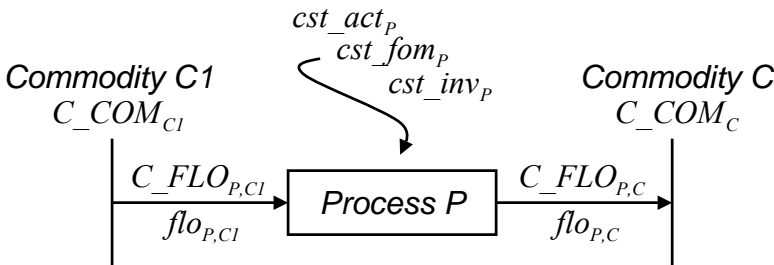 cst_act_P
cst_fom_P
cst_inv_P
Commodity C1
C_COM_C1
Commodity C
C_COM_C
C_FLO_P,C1
flo_P,C1
Process P
C_FLO_P,C
flo_P,C